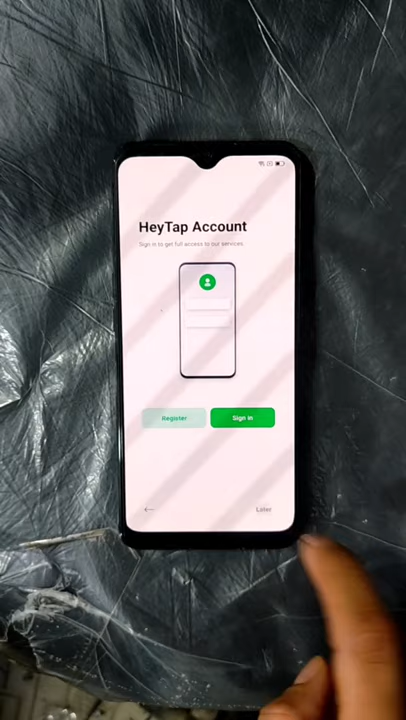 HeyTap Account
Sign in to get full access to our services.
Register
Sign in
Later